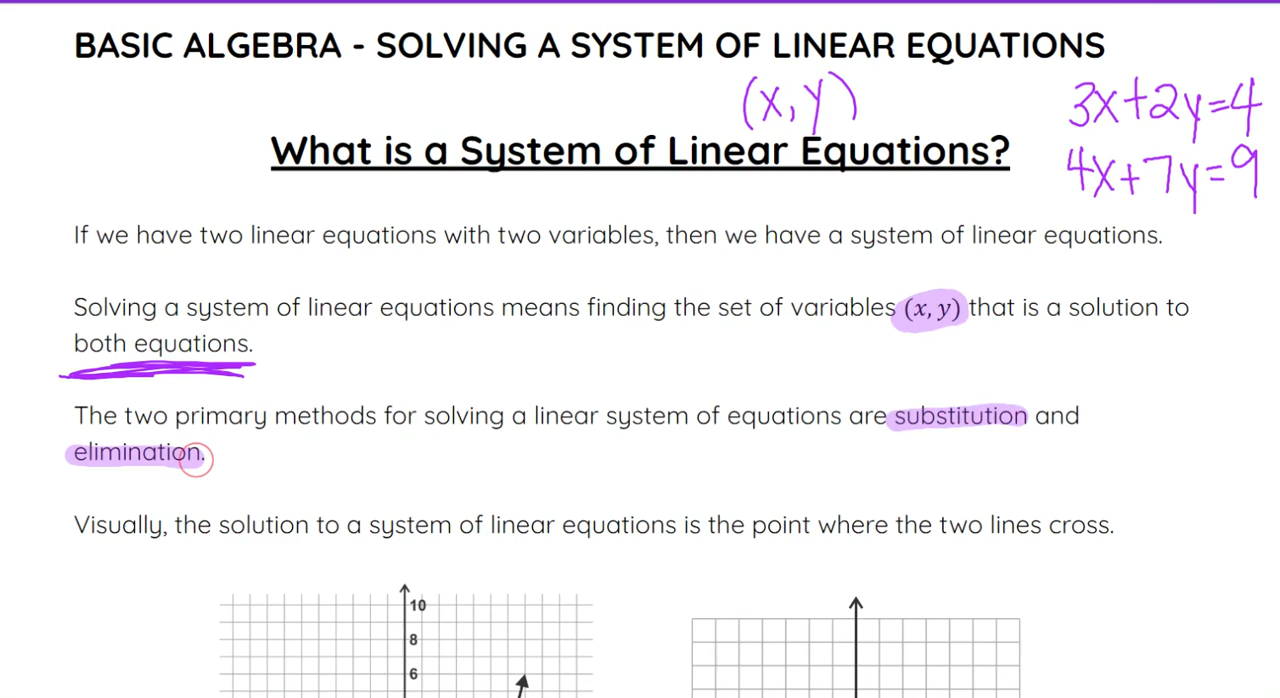 BASIC ALGEBRA - SOLVING A SYSTEM OF LINEAR EQUATIONS
(x, y)
3x+2y=4
What is a System of Linear Equations?
4x+7y=9
If we have two linear equations with two variables, then we have a system of linear equations.
Solving a system of linear equations means finding the set of variables (x, y) that is a solution to
both equations.
The two primary methods for solving a linear system of equations are substitution and
elimination.
Visually, the solution to a system of linear equations is the point where the two lines cross.
10
8
6